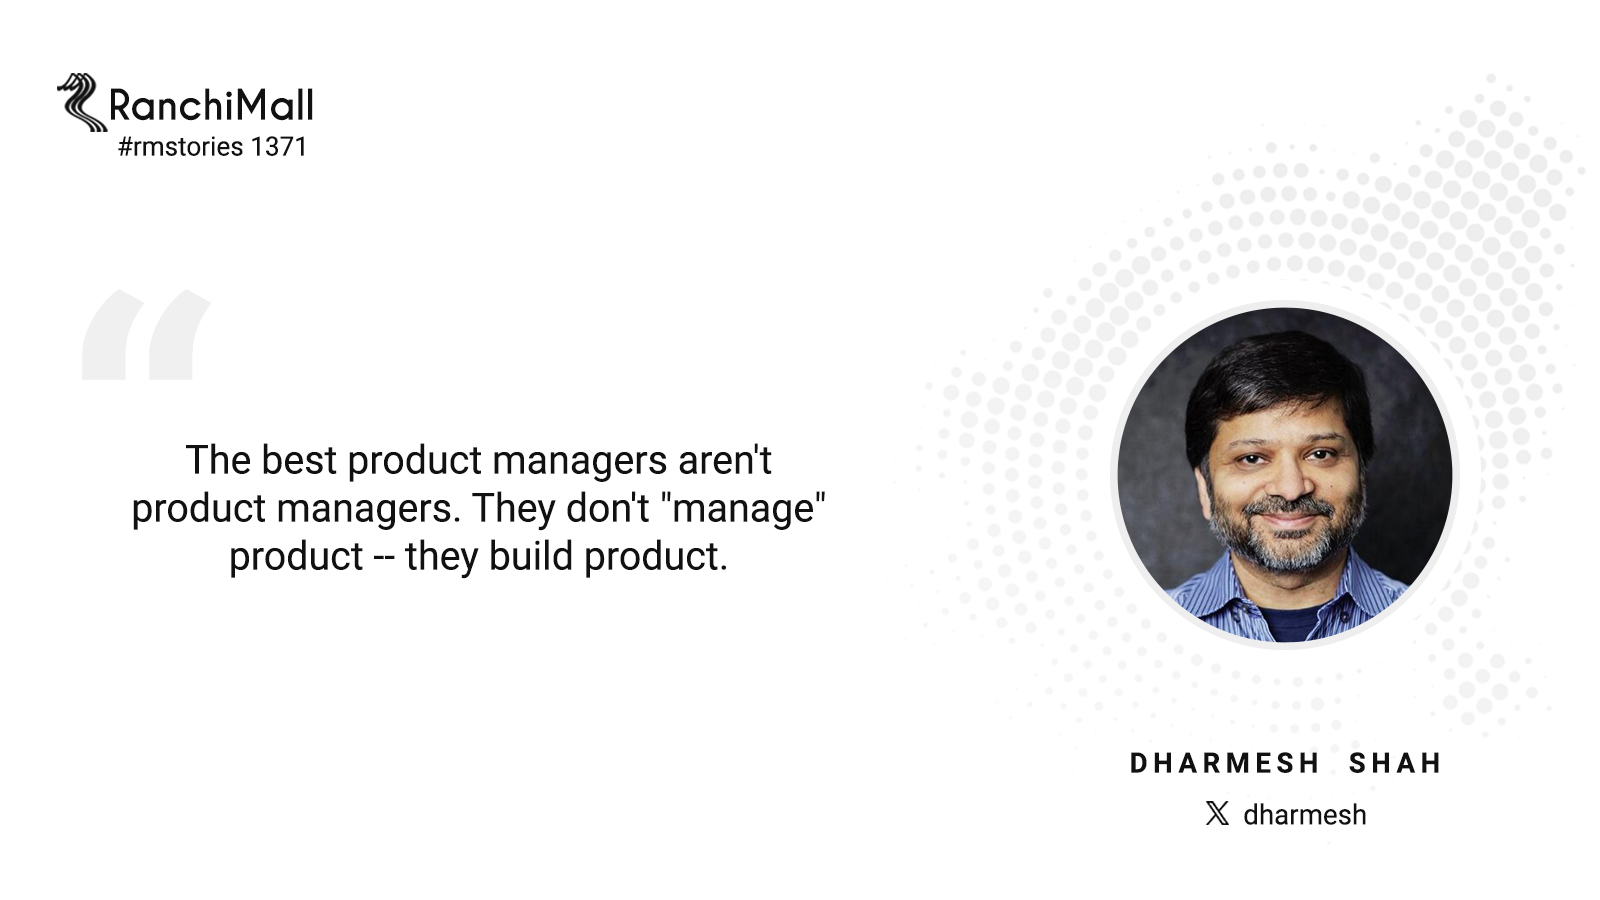 RanchiMall
#rmstories 1371
“
The best product managers aren't
product managers. They don't "manage"
product -- they build product.
DHARMESH SHAH
𝕏 dharmesh